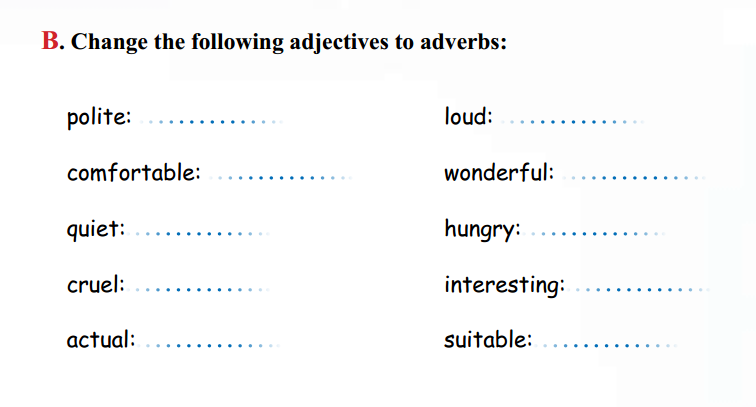 B. Change the following adjectives to adverbs:
polite: .............. loud: ..............
comfortable: .............. wonderful: ..............
quiet: .............. hungry: ..............
cruel: .............. interesting: ..............
actual: .............. suitable: ..............